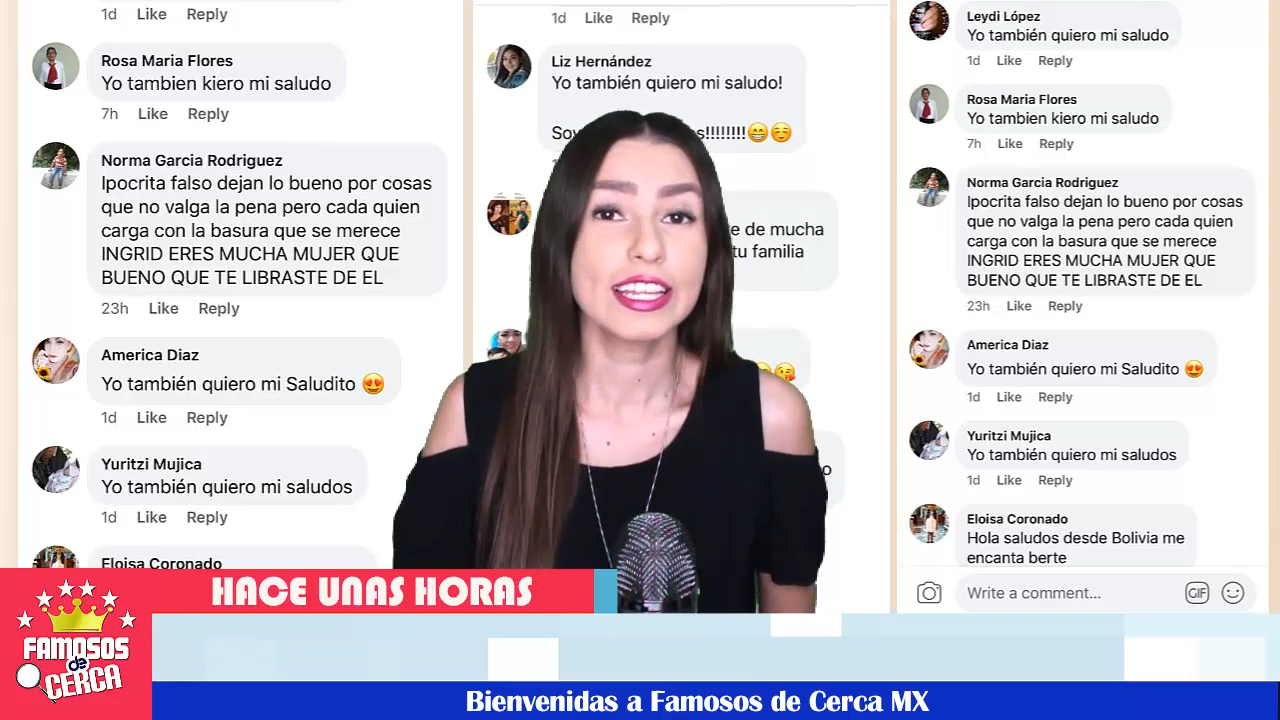 1d Like Reply
Rosa Maria Flores
Yo tambien kiero mi saludo
7h Like Reply
Norma Garcia Rodriguez
Ipocrita falso dejan lo bueno por cosas
que no valga la pena pero cada quien
carga con la basura que se merece
INGRID ERES MUCHA MUJER QUE
BUENO QUE TE LIBRASTE DE EL
23h Like Reply
America Diaz
Yo también quiero mi Saludito 😍
1d Like Reply
Yuritzi Mujica
Yo también quiero mi saludos
1d Like Reply
Eloisa Coronado
1d Like Reply
Liz Hernández
Yo también quiero mi saludo!
!!!!!!!!😁☺️
de mucha
tu familia
Leydi López
Yo también quiero mi saludo
1d Like Reply
Rosa Maria Flores
Yo tambien kiero mi saludo
7h Like Reply
Norma Garcia Rodriguez
Ipocrita falso dejan lo bueno por cosas
que no valga la pena pero cada quien
carga con la basura que se merece
INGRID ERES MUCHA MUJER QUE
BUENO QUE TE LIBRASTE DE EL
23h Like Reply
America Diaz
Yo también quiero mi Saludito 😍
1d Like Reply
Yuritzi Mujica
Yo también quiero mi saludos
1d Like Reply
Eloisa Coronado
Hola saludos desde Bolivia me
encanta berte
Write a comment...
GIF
HACE UNAS HORAS
FAMOSOS
de
CERCA
Bienvenidas a Famosos de Cerca MX